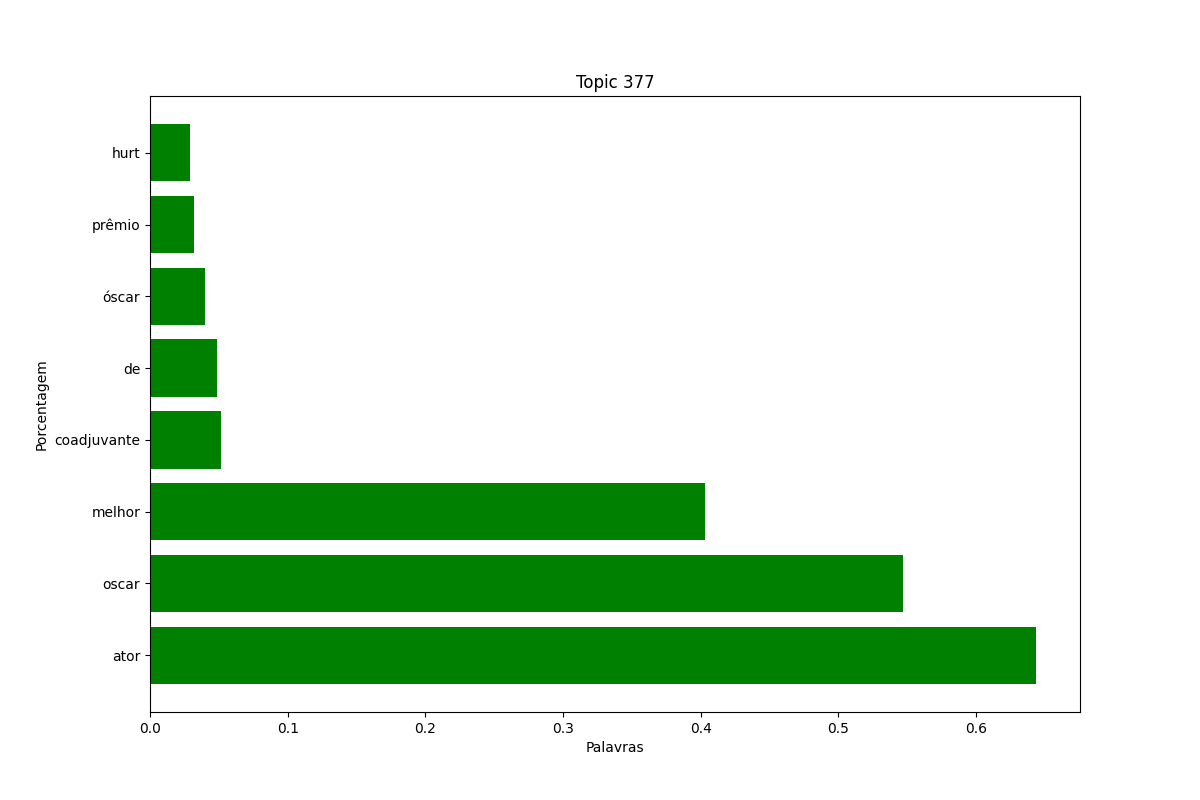 Topic 377
hurt
prêmio
óscar
de
coadjuvante
melhor
oscar
ator
Porcentagem
0.0 0.1 0.2 0.3 0.4 0.5 0.6
Palavras